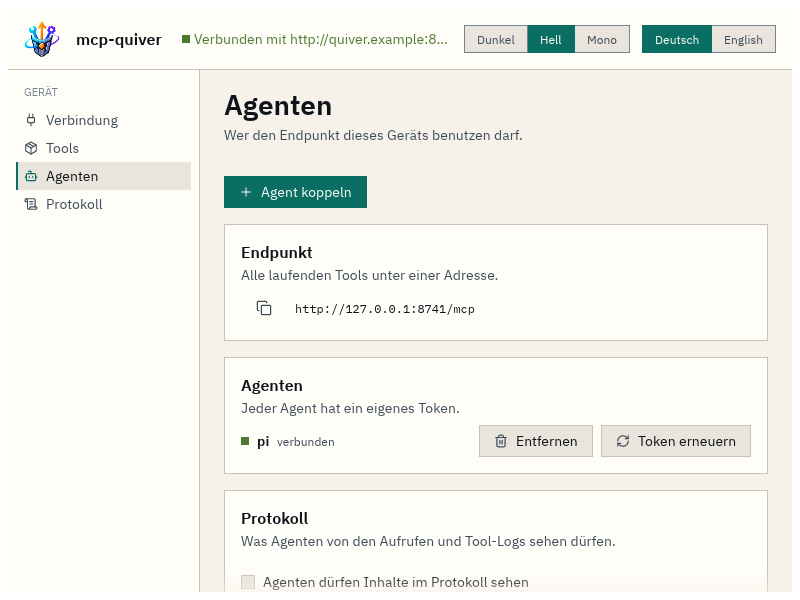 mcp-quiver
Verbunden mit http://quiver.example:8...
Dunkel
Hell
Mono
Deutsch
English
GERÄT
Verbindung
Tools
Agenten
Protokoll
Agenten
Wer den Endpunkt dieses Geräts benutzen darf.
Agent koppeln
Endpunkt
Alle laufenden Tools unter einer Adresse.
http://127.0.0.1:8741/mcp
Agenten
Jeder Agent hat ein eigenes Token.
pi verbunden
Entfernen
Token erneuern
Protokoll
Was Agenten von den Aufrufen und Tool-Logs sehen dürfen.
Agenten dürfen Inhalte im Protokoll sehen